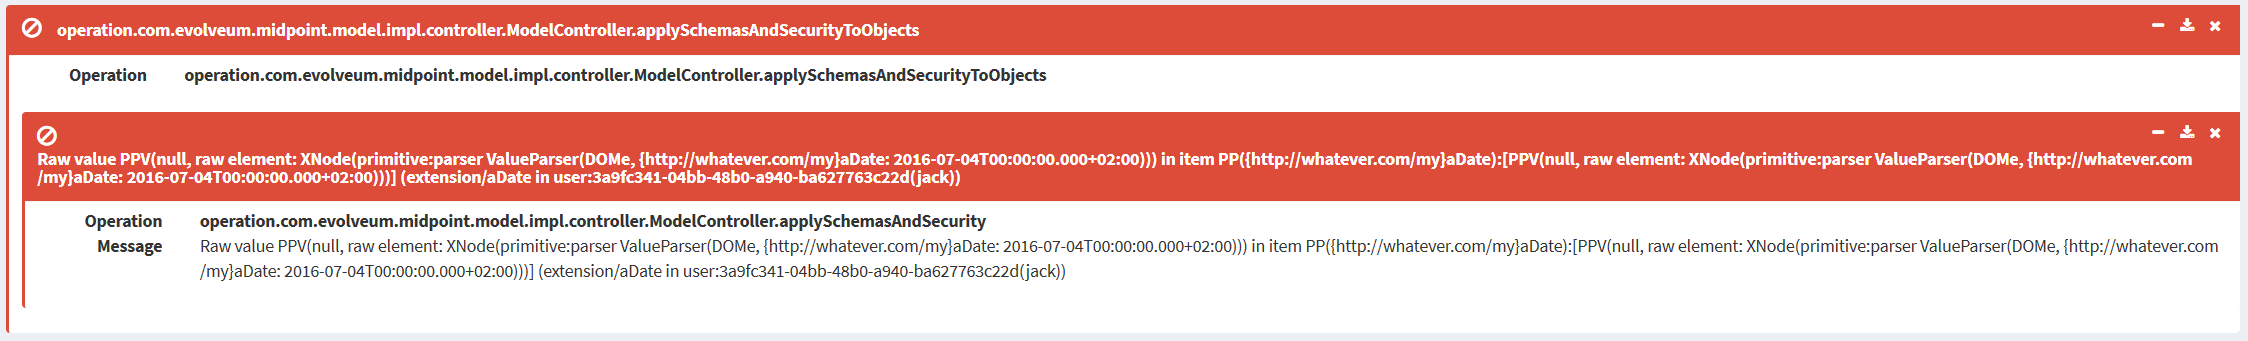 operation.com.evolveum.midpoint.model.impl.controller.ModelController.applySchemasAndSecurityToObjects
Operation operation.com.evolveum.midpoint.model.impl.controller.ModelController.applySchemasAndSecurityToObjects
Raw value PPV(null, raw element: XNode(primitive:parser ValueParser(DOMe, {http://whatever.com/my}aDate: 2016-07-04T00:00:00.000+02:00))) in item PP({http://whatever.com/my}aDate):[PPV(null, raw element: XNode(primitive:parser ValueParser(DOMe, {http://whatever.com
/my}aDate: 2016-07-04T00:00:00.000+02:00)))] (extension/aDate in user:3a9fc341-04bb-48b0-a940-ba627763c22d(jack))
Operation operation.com.evolveum.midpoint.model.impl.controller.ModelController.applySchemasAndSecurity
Message Raw value PPV(null, raw element: XNode(primitive:parser ValueParser(DOMe, {http://whatever.com/my}aDate: 2016-07-04T00:00:00.000+02:00))) in item PP({http://whatever.com/my}aDate):[PPV(null, raw element: XNode(primitive:parser ValueParser(DOMe, {http://whatever.com
/my}aDate: 2016-07-04T00:00:00.000+02:00)))] (extension/aDate in user:3a9fc341-04bb-48b0-a940-ba627763c22d(jack))